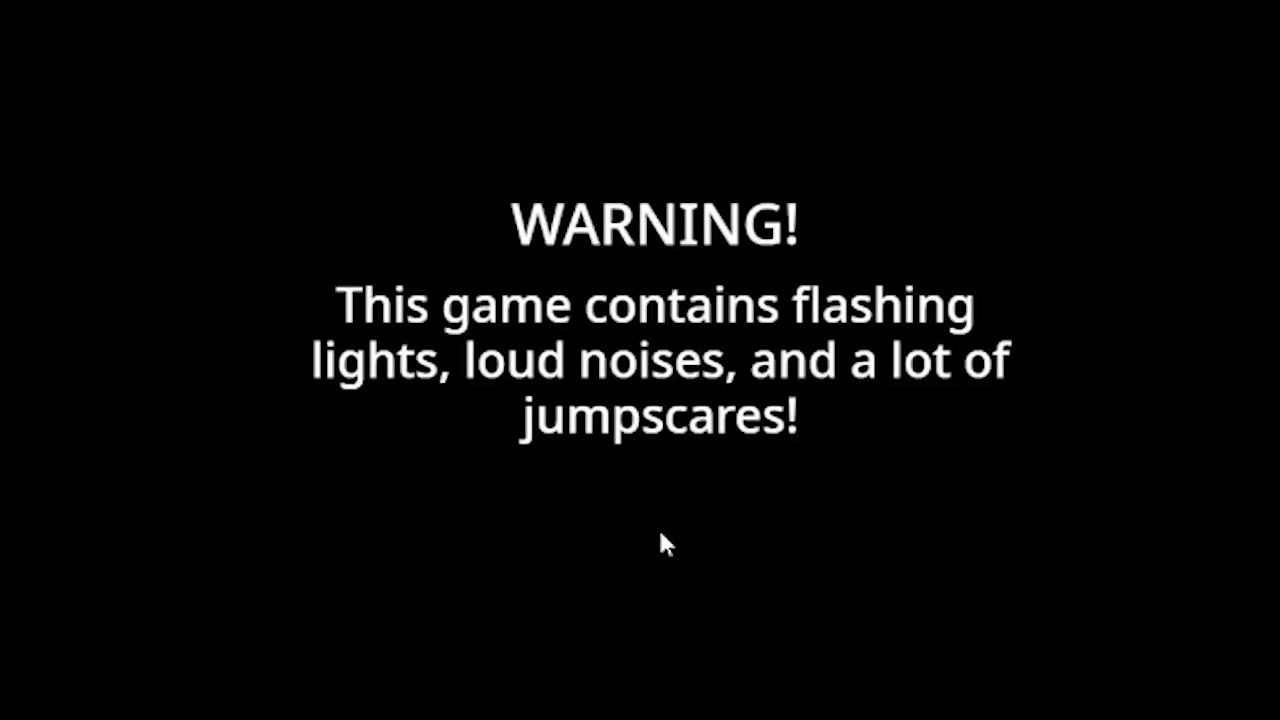 WARNING!
This game contains flashing
lights, loud noises, and a lot of
jumpscares!